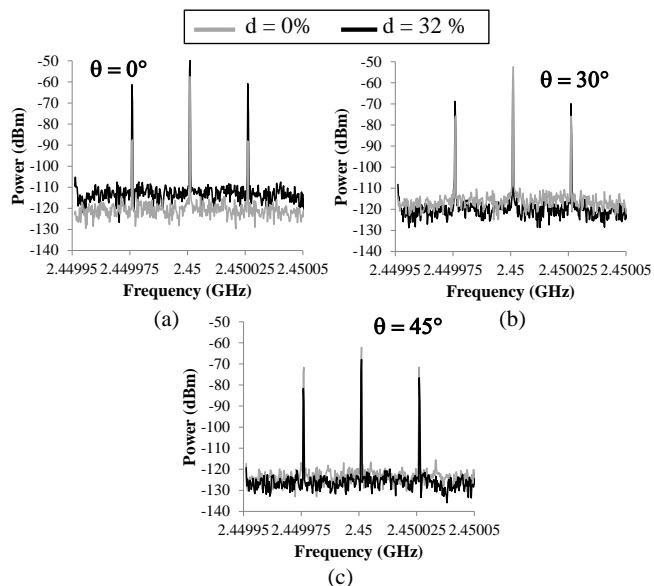 d = 0% d = 32 %
θ = 0°
-50
-60
-70
-80
-90
-100
-110
-120
-130
-140
Power (dBm)
2.44995 2.449975 2.45 2.450025 2.45005
Frequency (GHz)
(a)
θ = 30°
-50
-60
-70
-80
-90
-100
-110
-120
-130
-140
Power (dBm)
2.44995 2.449975 2.45 2.450025 2.45005
Frequency (GHz)
(b)
θ = 45°
-50
-60
-70
-80
-90
-100
-110
-120
-130
-140
Power (dBm)
2.44995 2.449975 2.45 2.450025 2.45005
Frequency (GHz)
(c)